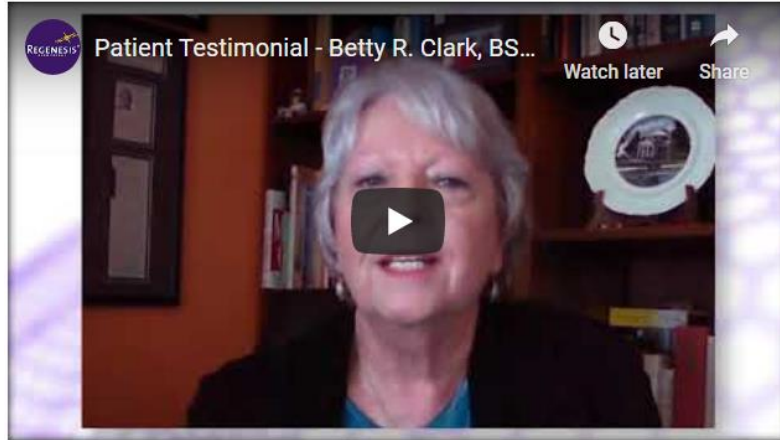 REGENESIS
Patient Testimonial - Betty R. Clark, BS...
Watch later
Share